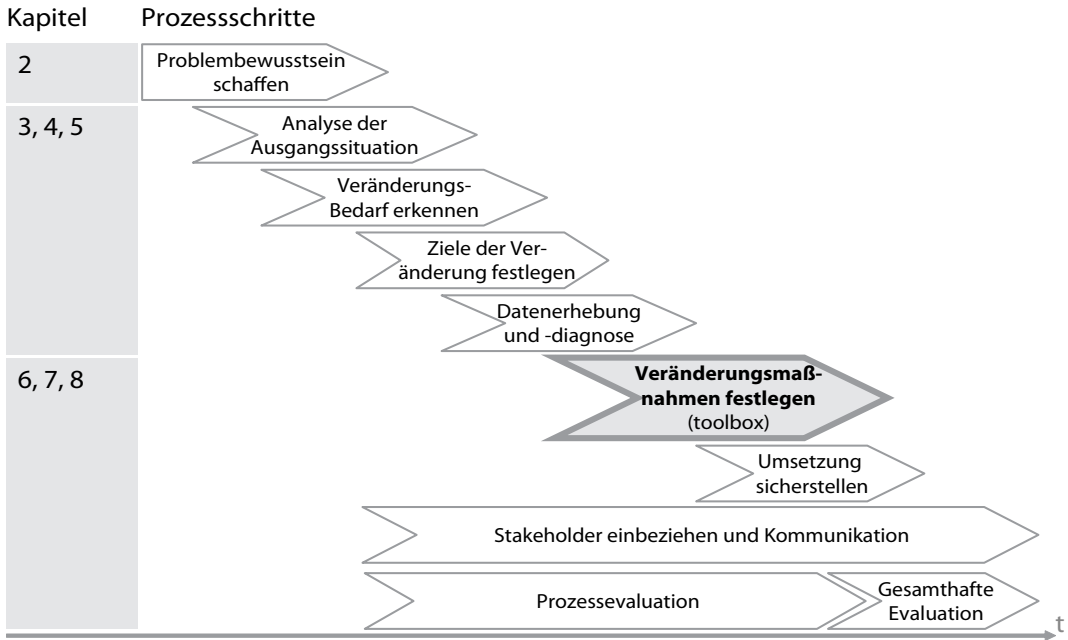 Kapitel Prozessschritte
2
Problembewusstsein
schaffen
3, 4, 5
Analyse der
Ausgangssituation
Veränderungs-
Bedarf erkennen
Ziele der Ver-
änderung festlegen
Datenerhebung
und -diagnose
6, 7, 8
Veränderungsmaß-
nahmen festlegen
(toolbox)
Umsetzung
sicherstellen
Stakeholder einbeziehen und Kommunikation
Prozessevaluation
Gesamthafte
Evaluation
t